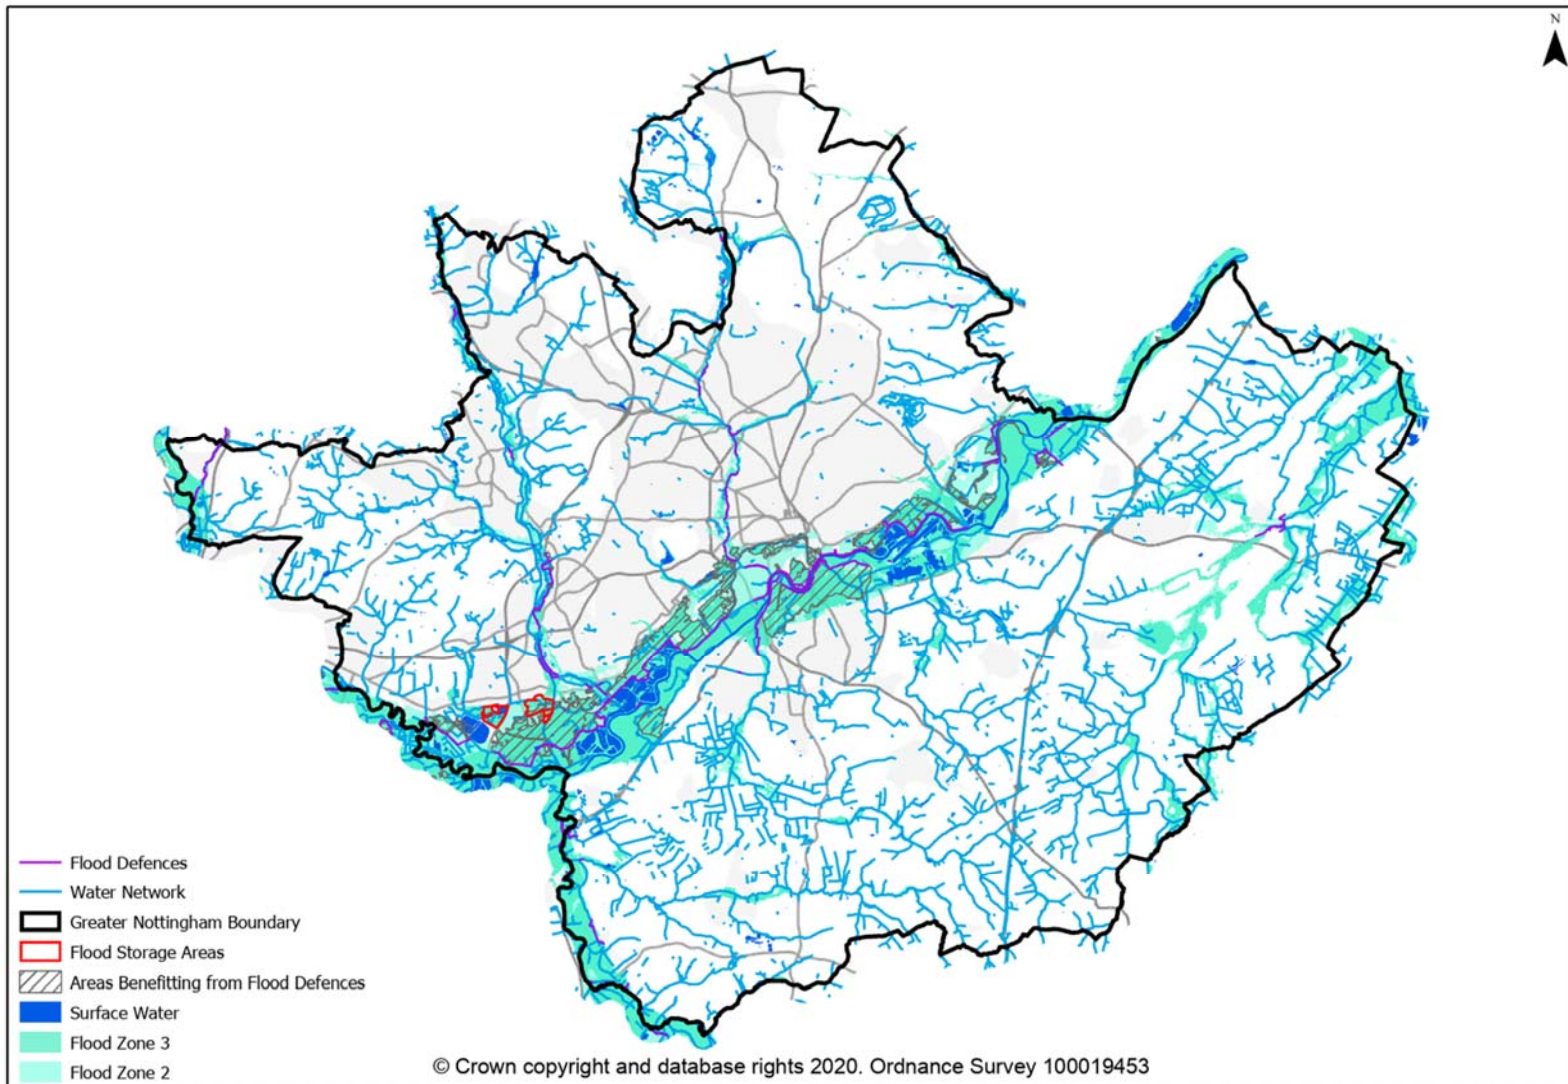 N
Flood Defences
Water Network
Greater Nottingham Boundary
Flood Storage Areas
Areas Benefitting from Flood Defences
Surface Water
Flood Zone 3
Flood Zone 2
© Crown copyright and database rights 2020. Ordnance Survey 100019453